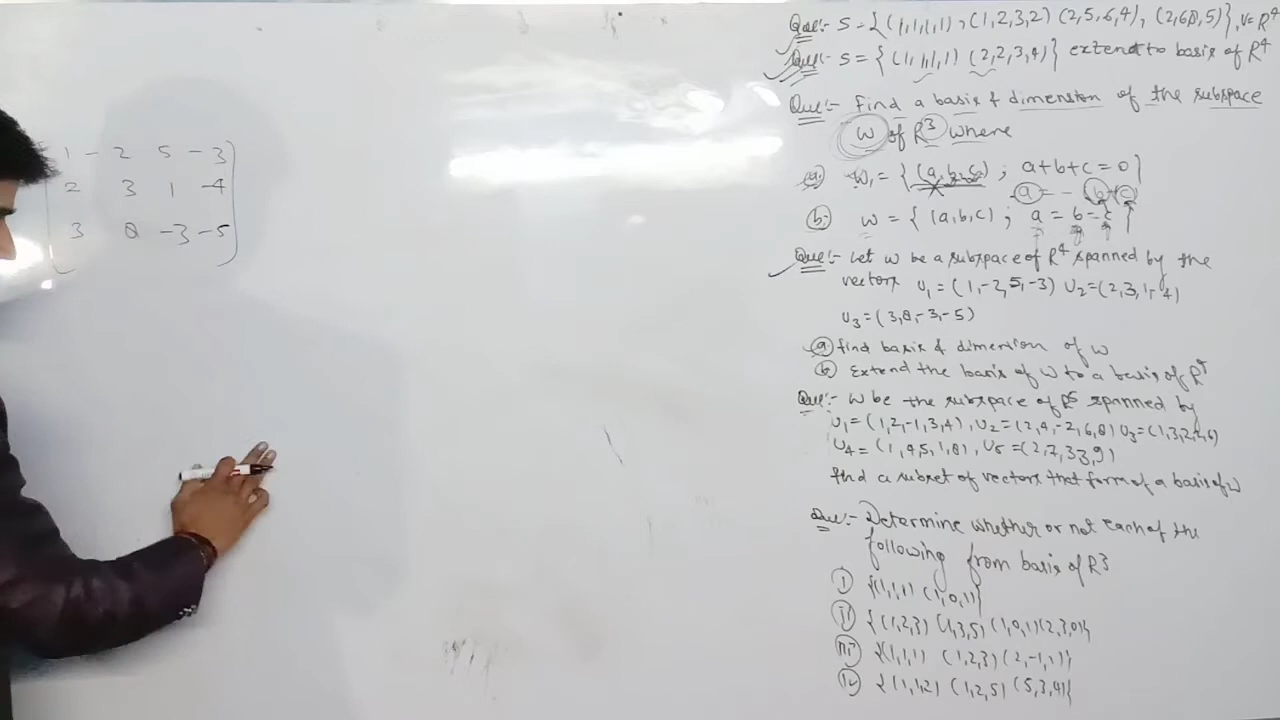 1 -2 5 -3
2 3 1 -4
3 8 -3 -5
Que:- S = {(1,1,1,1), (1,2,3,2) (2,5,6,4), (2,6,8,5)}, V=R⁴
Que:- S = {(1,1,1,1) (2,2,3,4)} extend to basis of R⁴
Que:- Find a basis & dimension of the subspace
W of R³ where
(a) W₁ = {(a,b,c) ; a+b+c=0}
a = -b-c
(b) W = {(a,b,c) ; a = b = c}
Que:- Let W be a subspace of R⁴ spanned by the
vectors U₁ = (1,-2,5,-3) U₂ = (2,3,1,-4)
U₃ = (3,8,-3,-5)
(a) find basis & dimension of W
(b) Extend the basis of W to a basis of R⁴
Que:- W be the subspace of R⁵ spanned by
U₁ = (1,2,-1,3,4), U₂ = (2,4,-2,6,8) U₃ = (1,3,2,2,6)
U₄ = (1,4,5,1,8), U₅ = (2,7,3,3,9)
find a subset of vectors that form of a basis of W
Que:- Determine whether or not each of the
following from basis of R³
i) {(1,1,1) (1,0,1)}
ii) {(1,2,3) (1,3,5) (1,0,1) (2,3,0)}
iii) {(1,1,1) (1,2,3) (2,-1,1)}
iv) {(1,1,2) (1,2,5) (5,3,4)}